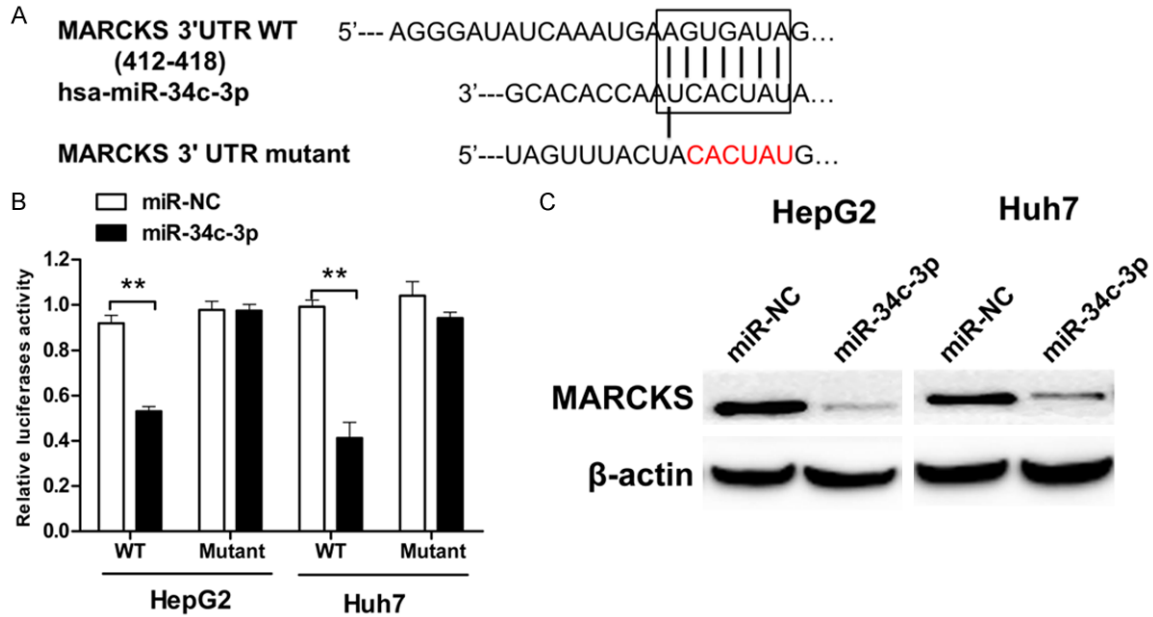 A
MARCKS 3'UTR WT 5'--- AGGGAUAUCAAAUGAAGUGAUAG...
(412-418)
hsa-miR-34c-3p 3'---GCACACCAAUCACUAUA...
MARCKS 3' UTR mutant 5'---UAGUUUACUACACUAUG...
B
miR-NC
miR-34c-3p
Relative luciferases activity
1.2
1.0
0.8
0.6
0.4
0.2
0.0
** **
WT Mutant WT Mutant
HepG2 Huh7
C
HepG2 Huh7
miR-NC miR-34c-3p miR-NC miR-34c-3p
MARCKS
β-actin